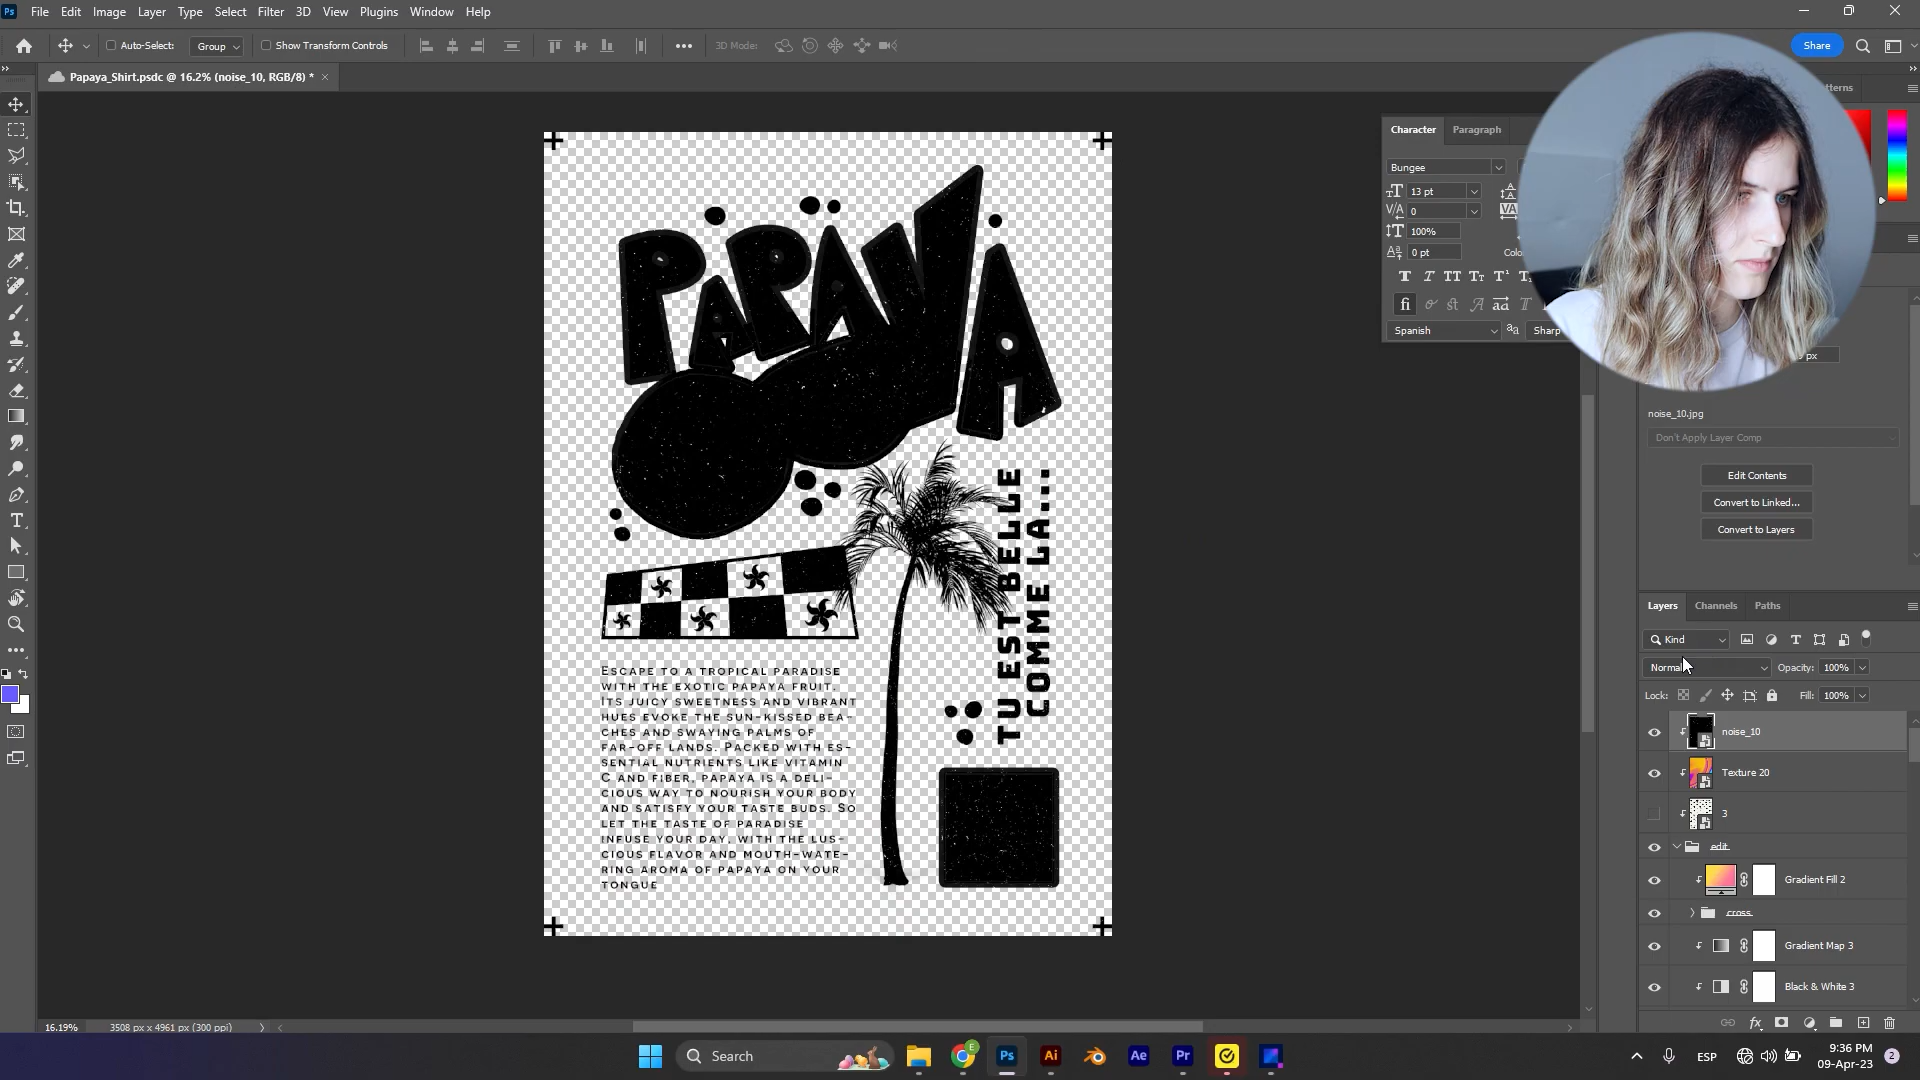 Ps File Edit Image Layer Type Select Filter 3D View Plugins Window Help
Auto-Select: Group Show Transform Controls 3D Mode: Share
Papaya_Shirt.psdc @ 16.2% (noise_10, RGB/8) *
Character Paragraph
Bungee
13 pt
0
100%
0 pt
Spanish
Sharp
px
PAPAYA
TU EST BELLE
COMME LA...
ESCAPE TO A TROPICAL PARADISE
WITH THE EXOTIC PAPAYA FRUIT.
ITS JUICY SWEETNESS AND VIBRANT
HUES EVOKE THE SUN-KISSED BEA-
CHES AND SWAYING PALMS OF
FAR-OFF LANDS. PACKED WITH ES-
SENTIAL NUTRIENTS LIKE VITAMIN
C AND FIBER, PAPAYA IS A DELI-
CIOUS WAY TO NOURISH YOUR BODY
AND SATISFY YOUR TASTE BUDS. SO
LET THE TASTE OF PARADISE
INFUSE YOUR DAY, WITH THE LUS-
CIOUS FLAVOR AND MOUTH-WATE-
RING AROMA OF PAPAYA ON YOUR
TONGUE
noise_10.jpg
Don't Apply Layer Comp
Edit Contents
Convert to Linked...
Convert to Layers
Layers Channels Paths
Kind
Normal Opacity: 100%
Lock: Fill: 100%
noise_10
Texture 20
3
edit
Gradient Fill 2
cross
Gradient Map 3
Black & White 3
16.19% 3508 px x 4961 px (300 ppi)
Search
Ps Ai Ae Pr
ESP
9:36 PM
09-Apr-23
2